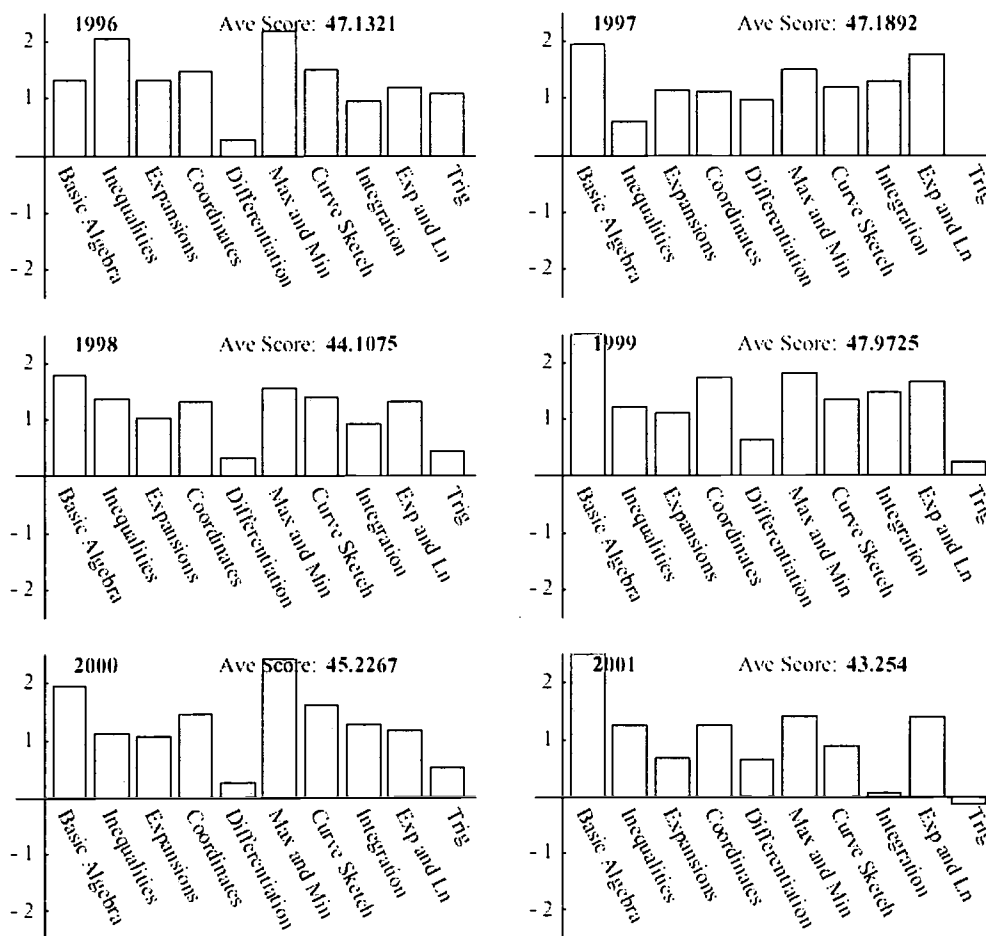 1996 Ave Score: 47.1321
2
1
- 1
- 2
Basic Algebra
Inequalities
Expansions
Coordinates
Differentiation
Max and Min
Curve Sketch
Integration
Exp and Ln
Trig
1997 Ave Score: 47.1892
2
1
- 1
- 2
Basic Algebra
Inequalities
Expansions
Coordinates
Differentiation
Max and Min
Curve Sketch
Integration
Exp and Ln
Trig
1998 Ave Score: 44.1075
2
1
- 1
- 2
Basic Algebra
Inequalities
Expansions
Coordinates
Differentiation
Max and Min
Curve Sketch
Integration
Exp and Ln
Trig
1999 Ave Score: 47.9725
2
1
- 1
- 2
Basic Algebra
Inequalities
Expansions
Coordinates
Differentiation
Max and Min
Curve Sketch
Integration
Exp and Ln
Trig
2000 Ave Score: 45.2267
2
1
- 1
- 2
Basic Algebra
Inequalities
Expansions
Coordinates
Differentiation
Max and Min
Curve Sketch
Integration
Exp and Ln
Trig
2001 Ave Score: 43.254
2
1
- 1
- 2
Basic Algebra
Inequalities
Expansions
Coordinates
Differentiation
Max and Min
Curve Sketch
Integration
Exp and Ln
Trig